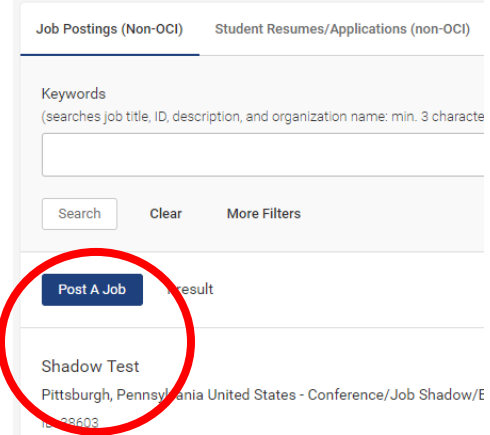 Job Postings (Non-OCI) Student Resumes/Applications (non-OCI)
Keywords
(searches job title, ID, description, and organization name: min. 3 characte
Search Clear More Filters
Post A Job result
Shadow Test
Pittsburgh, Pennsylvania United States - Conference/Job Shadow/E
ID: 38603